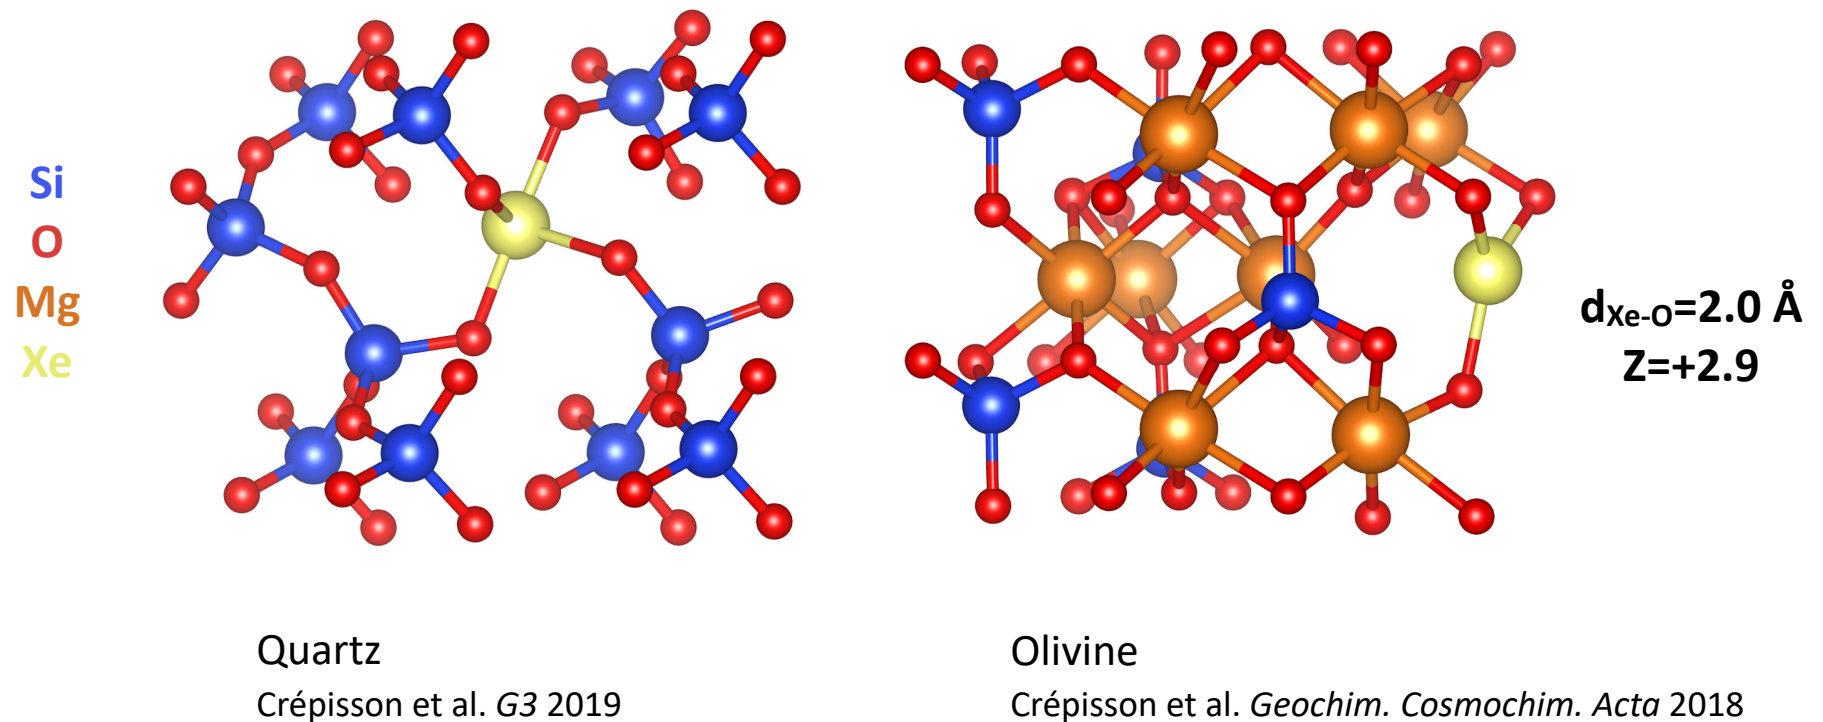 Si
O
Mg
Xe
dXe-O=2.0 Å
Z=+2.9
Quartz
Crépisson et al. G3 2019
Olivine
Crépisson et al. Geochim. Cosmochim. Acta 2018